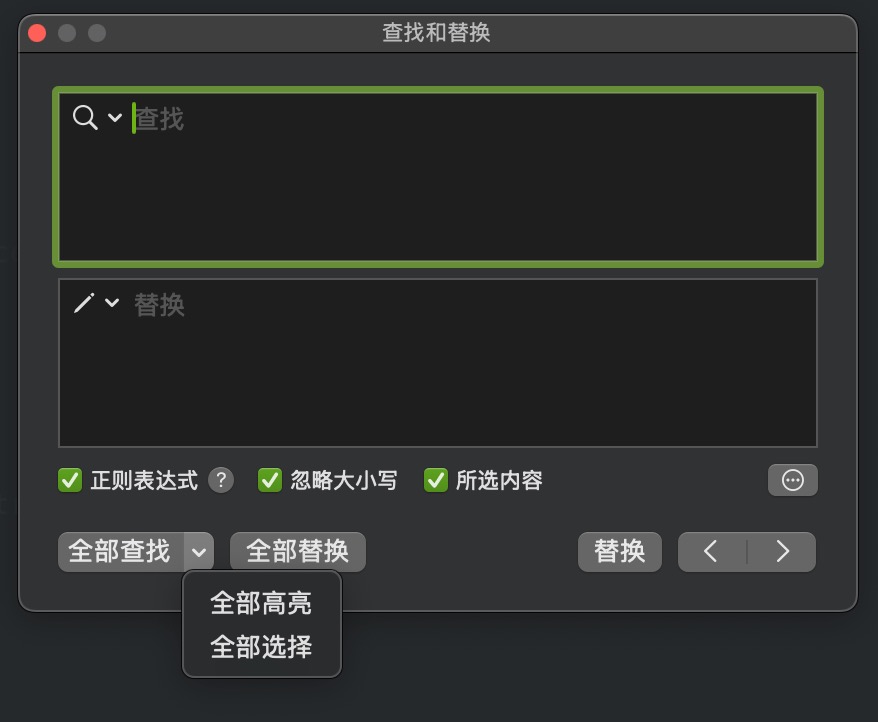 查找和替换
查找
替换
正则表达式 ? 忽略大小写 所选内容
全部查找 全部替换 替换
全部高亮
全部选择